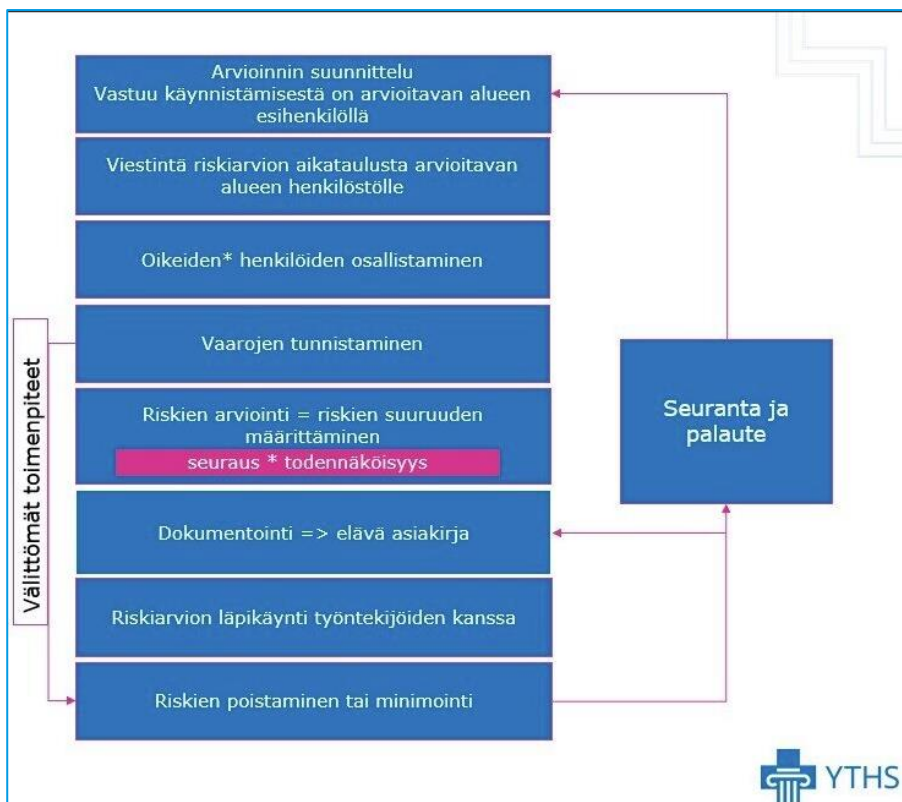 Arvioinnin suunnittelu
Vastuu käynnistämisestä on arvioitavan alueen
esihenkilöllä
Viestintä riskiarvion aikataulusta arvioitavan
alueen henkilöstölle
Oikeiden* henkilöiden osallistaminen
Vaarojen tunnistaminen
Riskien arviointi = riskien suuruuden
määrittäminen
seuraus * todennäköisyys
Dokumentointi => elävä asiakirja
Riskiarvion läpikäynti työntekijöiden kanssa
Riskien poistaminen tai minimointi
Välittömät toimenpiteet
Seuranta ja
palaute
YTHS